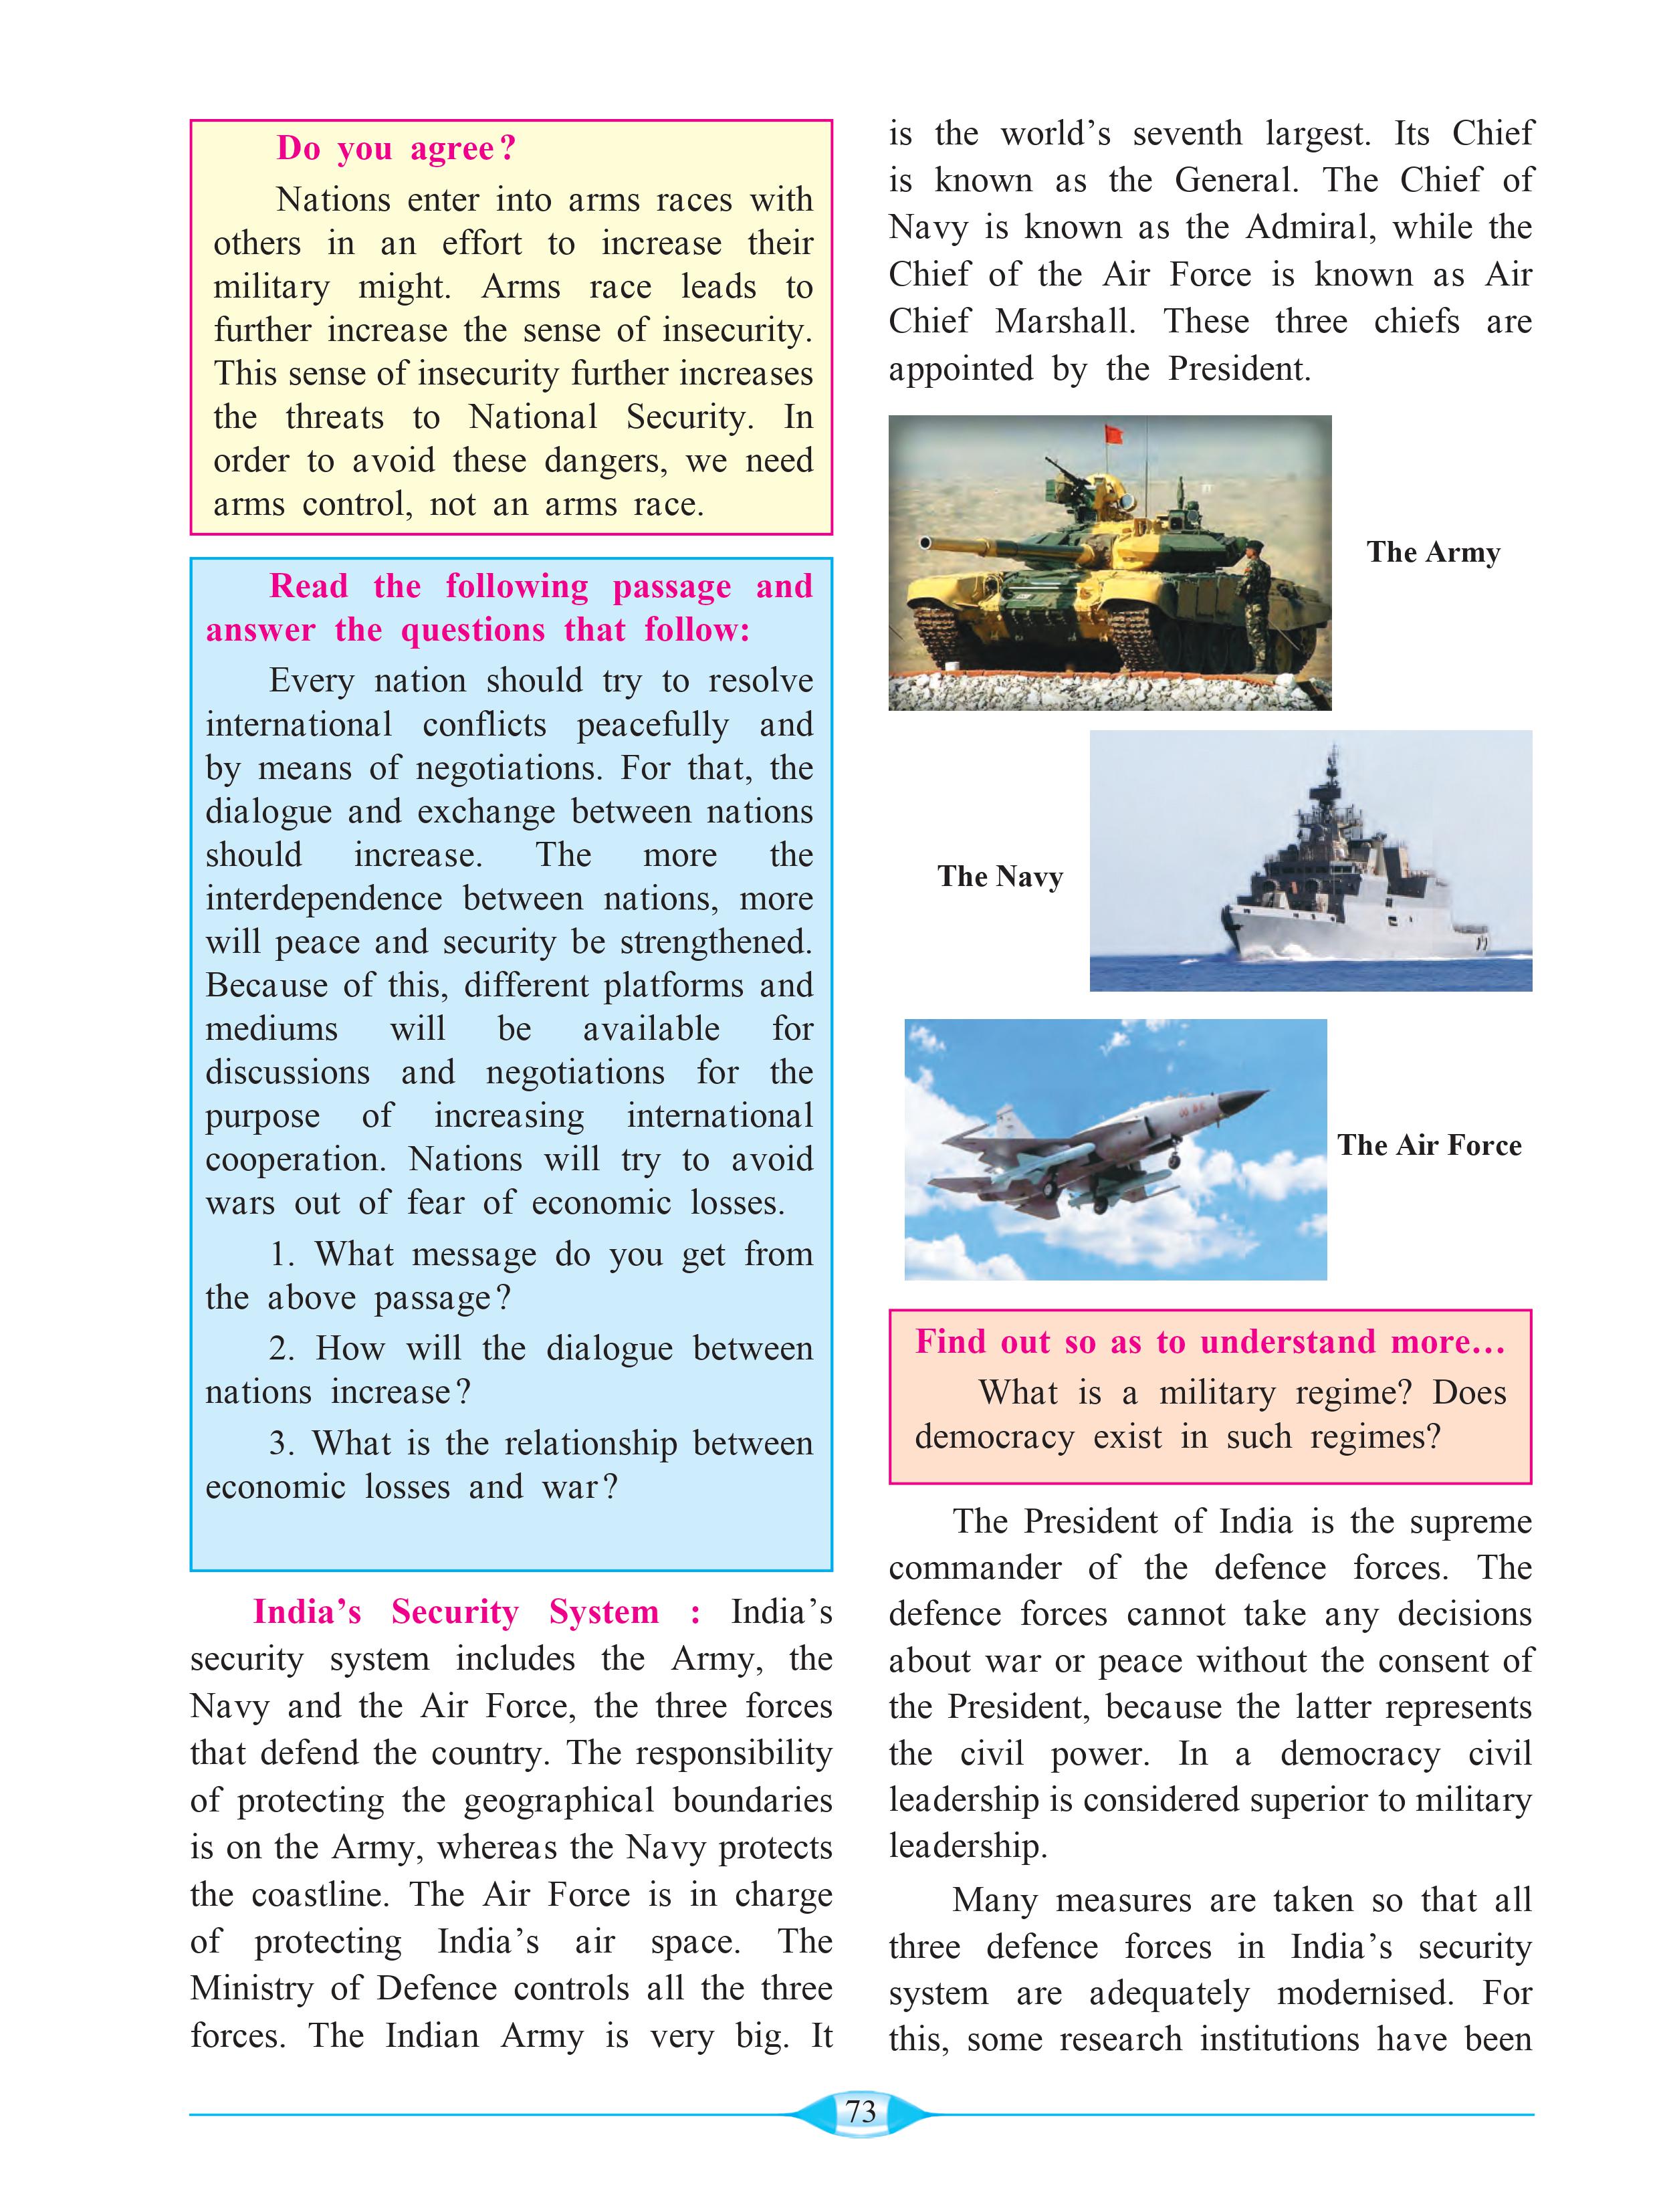 Do you agree?
Nations enter into arms races with
others in an effort to increase their
military might. Arms race leads to
further increase the sense of insecurity.
This sense of insecurity further increases
the threats to National Security. In
order to avoid these dangers, we need
arms control, not an arms race.
Read the following passage and
answer the questions that follow:
Every nation should try to resolve
international conflicts peacefully and
by means of negotiations. For that, the
dialogue and exchange between nations
should increase. The more the
interdependence between nations, more
will peace and security be strengthened.
Because of this, different platforms and
mediums will be available for
discussions and negotiations for the
purpose of increasing international
cooperation. Nations will try to avoid
wars out of fear of economic losses.
1. What message do you get from
the above passage?
2. How will the dialogue between
nations increase?
3. What is the relationship between
economic losses and war?
India's Security System : India's
security system includes the Army, the
Navy and the Air Force, the three forces
that defend the country. The responsibility
of protecting the geographical boundaries
is on the Army, whereas the Navy protects
the coastline. The Air Force is in charge
of protecting India's air space. The
Ministry of Defence controls all the three
forces. The Indian Army is very big. It
is the world's seventh largest. Its Chief
is known as the General. The Chief of
Navy is known as the Admiral, while the
Chief of the Air Force is known as Air
Chief Marshall. These three chiefs are
appointed by the President.
The Army
The Navy
The Air Force
Find out so as to understand more...
What is a military regime? Does
democracy exist in such regimes?
The President of India is the supreme
commander of the defence forces. The
defence forces cannot take any decisions
about war or peace without the consent of
the President, because the latter represents
the civil power. In a democracy civil
leadership is considered superior to military
leadership.
Many measures are taken so that all
three defence forces in India's security
system are adequately modernised. For
this, some research institutions have been
73